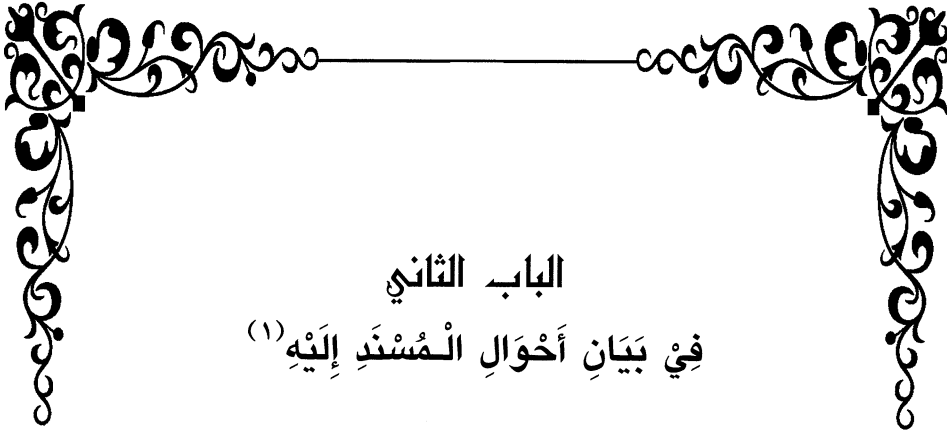 الباب الثاني
فِيْ بَيَانِ أَحْوَالِ الْـمُسْنَدِ إِلَيْهِ(١)